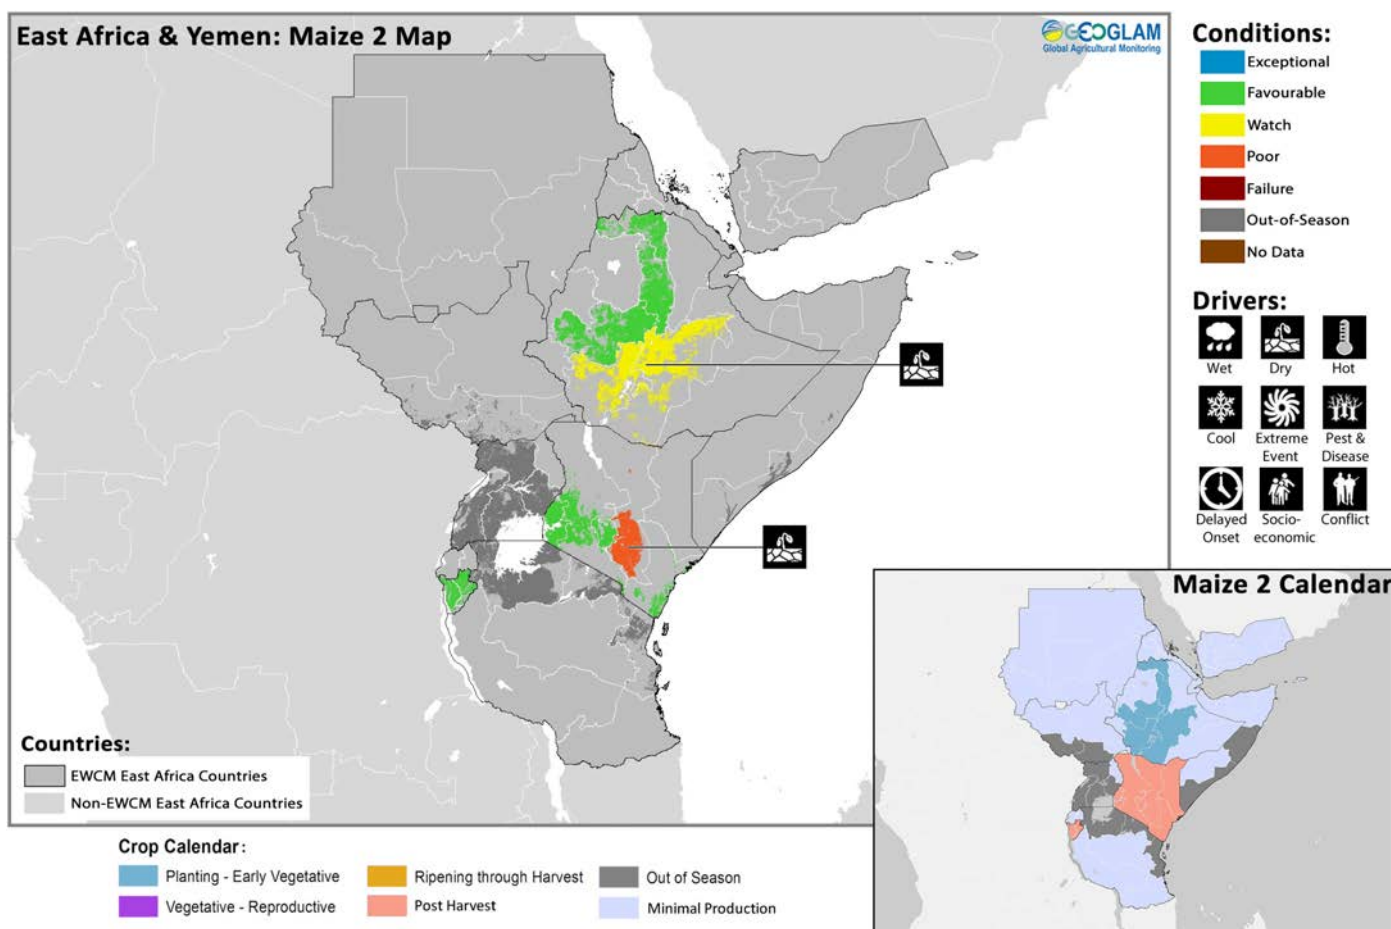 East Africa & Yemen: Maize 2 Map
GEOGLAM
Global Agricultural Monitoring
Conditions:
Exceptional
Favourable
Watch
Poor
Failure
Out-of-Season
No Data
Drivers:
Wet
Dry
Hot
Cool
Extreme
Event
Pest &
Disease
Delayed
Onset
Socio-
economic
Conflict
Maize 2 Calendar
Countries:
EWCM East Africa Countries
Non-EWCM East Africa Countries
Crop Calendar:
Planting - Early Vegetative
Ripening through Harvest
Out of Season
Vegetative - Reproductive
Post Harvest
Minimal Production